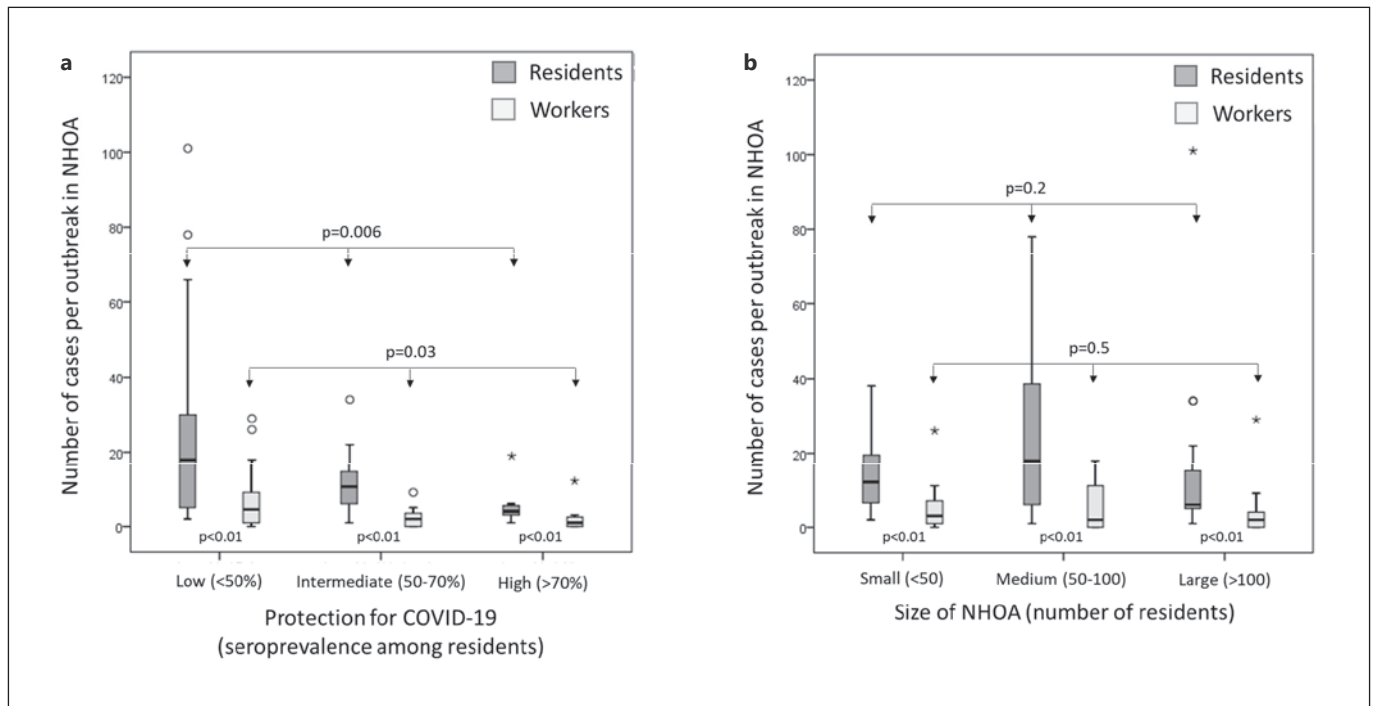 a
Number of cases per outbreak in NHOA
120
100
80
60
40
20
0
Residents
Workers
p=0.006
p=0.03
p<0.01
p<0.01
p<0.01
Low (<50%)
Intermediate (50-70%)
High (>70%)
Protection for COVID-19
(seroprevalence among residents)
b
Number of cases per outbreak in NHOA
120
100
80
60
40
20
0
Residents
Workers
p=0.2
p=0.5
p<0.01
p<0.01
p<0.01
Small (<50)
Medium (50-100)
Large (>100)
Size of NHOA (number of residents)